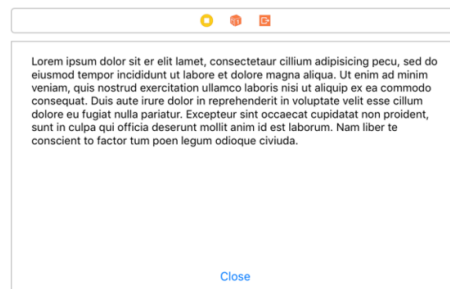 Lorem ipsum dolor sit er elit lamet, consectetaur cillium adipisicing pecu, sed do
eiusmod tempor incididunt ut labore et dolore magna aliqua. Ut enim ad minim
veniam, quis nostrud exercitation ullamco laboris nisi ut aliquip ex ea commodo
consequat. Duis aute irure dolor in reprehenderit in voluptate velit esse cillum
dolore eu fugiat nulla pariatur. Excepteur sint occaecat cupidatat non proident,
sunt in culpa qui officia deserunt mollit anim id est laborum. Nam liber te
conscient to factor tum poen legum odioque civiuda.
Close